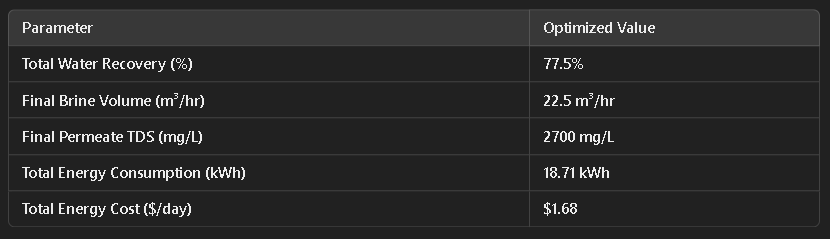 Parameter Optimized Value
Total Water Recovery (%) 77.5%
Final Brine Volume (m³/hr) 22.5 m³/hr
Final Permeate TDS (mg/L) 2700 mg/L
Total Energy Consumption (kWh) 18.71 kWh
Total Energy Cost ($/day) $1.68